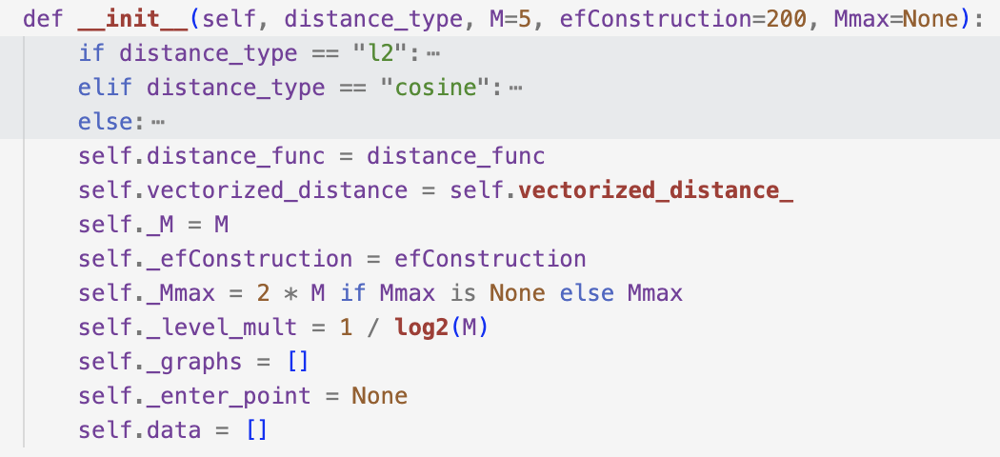 def __init__(self, distance_type, M=5, efConstruction=200, Mmax=None):
    if distance_type == "l2":⋯
    elif distance_type == "cosine":⋯
    else:⋯
    self.distance_func = distance_func
    self.vectorized_distance = self.vectorized_distance_
    self._M = M
    self._efConstruction = efConstruction
    self._Mmax = 2 * M if Mmax is None else Mmax
    self._level_mult = 1 / log2(M)
    self._graphs = []
    self._enter_point = None
    self.data = []